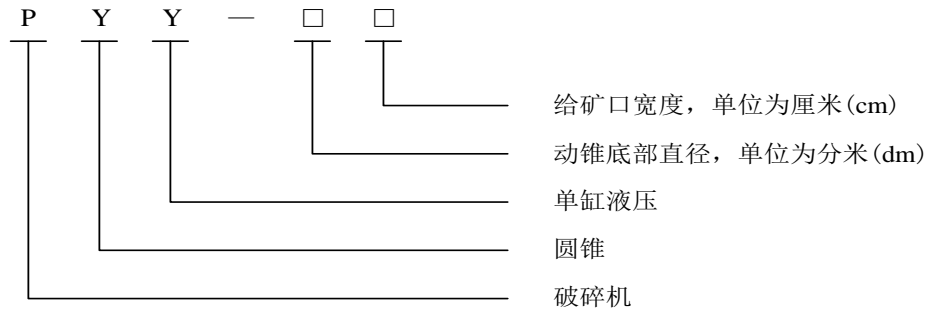 P Y Y — □ □
给矿口宽度，单位为厘米(cm)
动锥底部直径，单位为分米(dm)
单缸液压
圆锥
破碎机